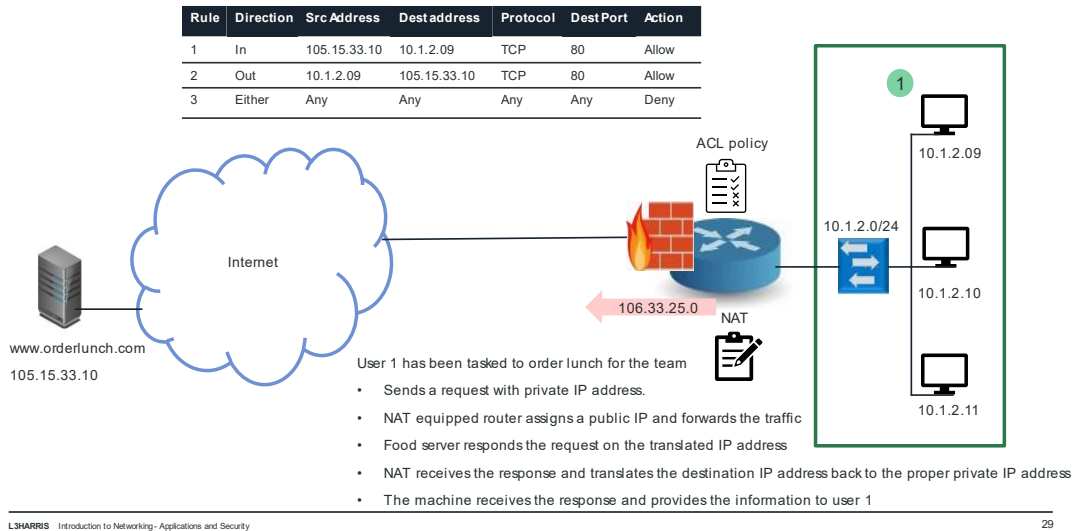 Rule Direction Src Address Dest address Protocol Dest Port Action
1 In 105.15.33.10 10.1.2.09 TCP 80 Allow
2 Out 10.1.2.09 105.15.33.10 TCP 80 Allow
3 Either Any Any Any Any Deny
1
ACL policy
10.1.2.09
10.1.2.0/24
Internet
10.1.2.10
106.33.25.0
NAT
www.orderlunch.com
105.15.33.10
10.1.2.11
User 1 has been tasked to order lunch for the team
• Sends a request with private IP address.
• NAT equipped router assigns a public IP and forwards the traffic
• Food server responds the request on the translated IP address
• NAT receives the response and translates the destination IP address back to the proper private IP address
• The machine receives the response and provides the information to user 1
L3HARRIS Introduction to Networking - Applications and Security
29